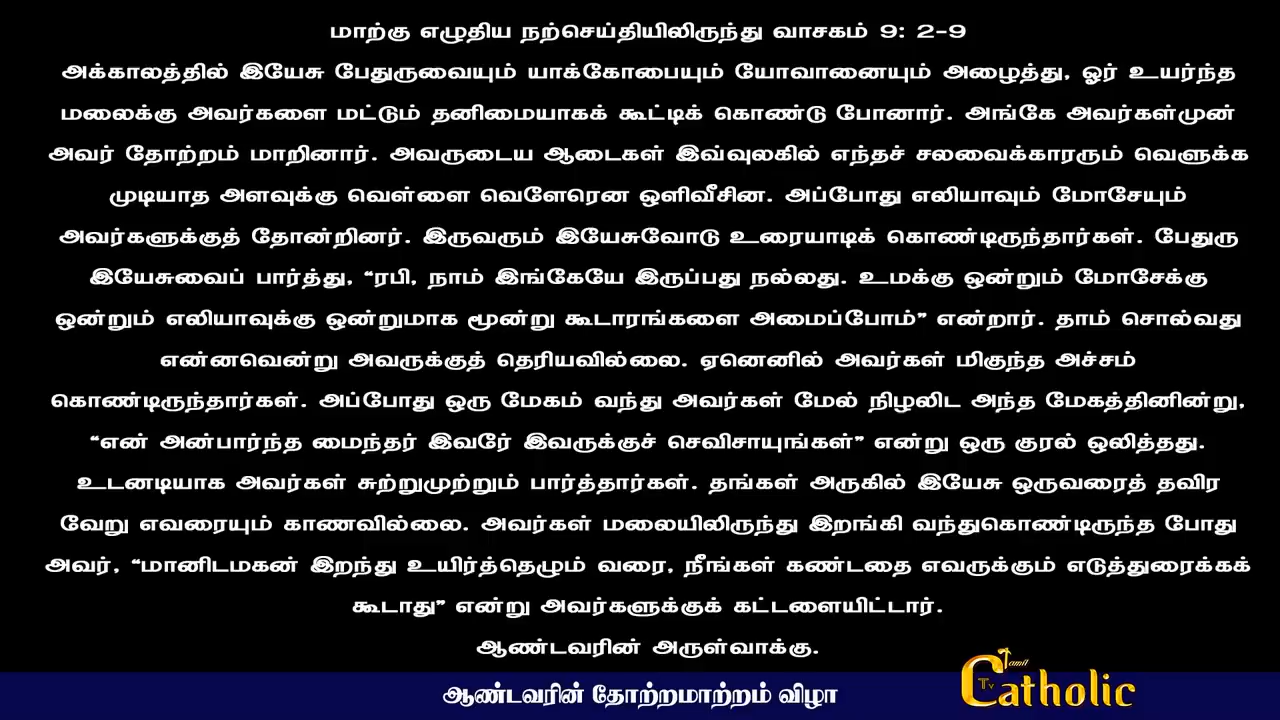 மாற்கு எழுதிய நற்செய்தியிலிருந்து வாசகம் 9: 2-9
அக்காலத்தில் இயேசு பேதுருவையும் யாக்கோபையும் யோவானையும் அழைத்து, ஓர் உயர்ந்த
மலைக்கு அவர்களை மட்டும் தனிமையாகக் கூட்டிக் கொண்டு போனார். அங்கே அவர்கள்முன்
அவர் தோற்றம் மாறினார். அவருடைய ஆடைகள் இவ்வுலகில் எந்தச் சலவைக்காரரும் வெளுக்க
முடியாத அளவுக்கு வெள்ளை வெளேரென ஒளிவீசின. அப்போது எலியாவும் மோசேயும்
அவர்களுக்குத் தோன்றினர். இருவரும் இயேசுவோடு உரையாடிக் கொண்டிருந்தார்கள். பேதுரு
இயேசுவைப் பார்த்து, “ரபி, நாம் இங்கேயே இருப்பது நல்லது. உமக்கு ஒன்றும் மோசேக்கு
ஒன்றும் எலியாவுக்கு ஒன்றுமாக மூன்று கூடாரங்களை அமைப்போம்” என்றார். தாம் சொல்வது
என்னவென்று அவருக்குத் தெரியவில்லை. ஏனெனில் அவர்கள் மிகுந்த அச்சம்
கொண்டிருந்தார்கள். அப்போது ஒரு மேகம் வந்து அவர்கள் மேல் நிழலிட அந்த மேகத்தினின்று,
“என் அன்பார்ந்த மைந்தர் இவரே இவருக்குச் செவிசாயுங்கள்” என்று ஒரு குரல் ஒலித்தது.
உடனடியாக அவர்கள் சுற்றுமுற்றும் பார்த்தார்கள். தங்கள் அருகில் இயேசு ஒருவரைத் தவிர
வேறு எவரையும் காணவில்லை. அவர்கள் மலையிலிருந்து இறங்கி வந்துகொண்டிருந்த போது
அவர், “மானிடமகன் இறந்து உயிர்த்தெழும் வரை, நீங்கள் கண்டதை எவருக்கும் எடுத்துரைக்கக்
கூடாது” என்று அவர்களுக்குக் கட்டளையிட்டார்.
ஆண்டவரின் அருள்வாக்கு.
ஆண்டவரின் தோற்றமாற்றம் விழா
Tamil
Catholic
Tv